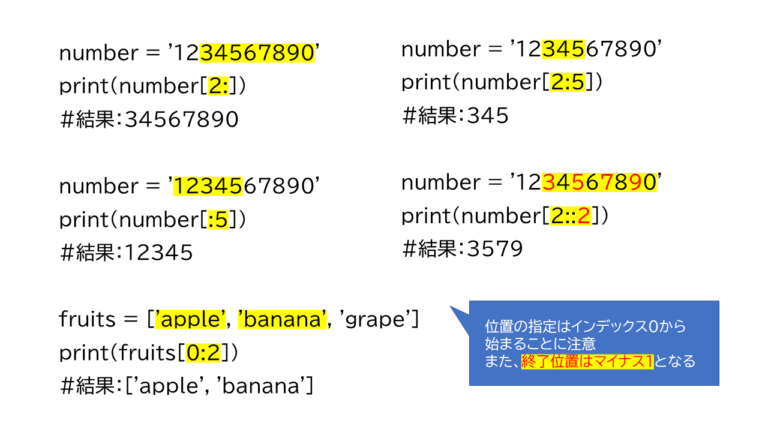 number = '1234567890'
print(number[2:])
#結果：34567890
number = '1234567890'
print(number[2:5])
#結果：345
number = '1234567890'
print(number[:5])
#結果：12345
number = '1234567890'
print(number[2::2])
#結果：3579
fruits = ['apple', 'banana', 'grape']
print(fruits[0:2])
#結果：['apple', 'banana']
位置の指定はインデックス0から
始まることに注意
また、終了位置はマイナス1となる